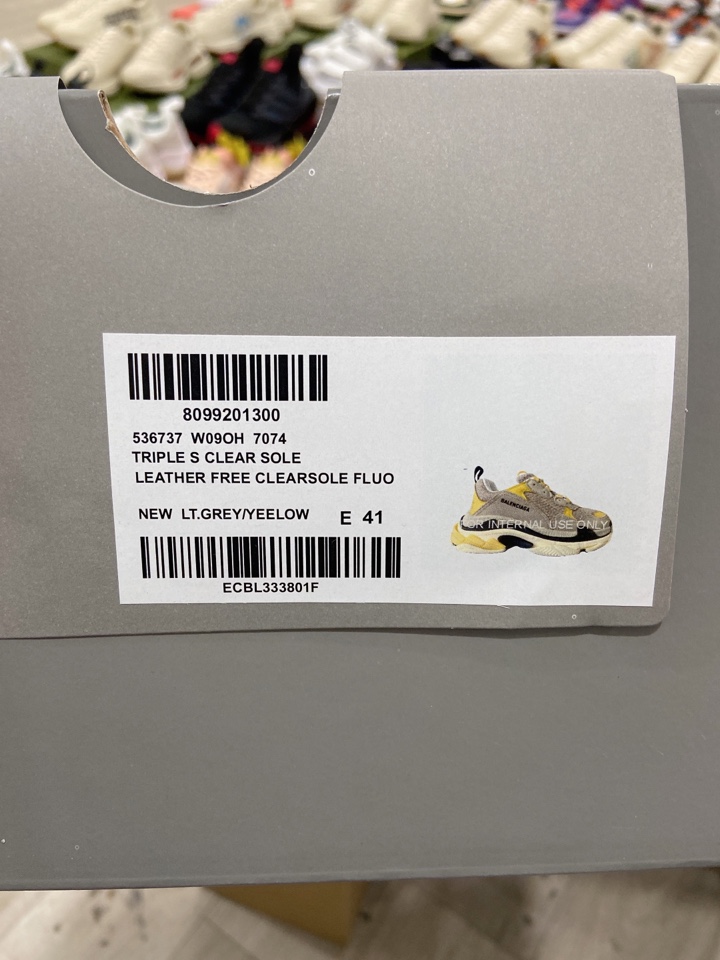 8099201300
536737 W09OH 7074
TRIPLE S CLEAR SOLE
LEATHER FREE CLEARSOLE FLUO
NEW LT.GREY/YEELOW E 41
ECBL333801F
BALENCIAGA
FOR INTERNAL USE ONLY